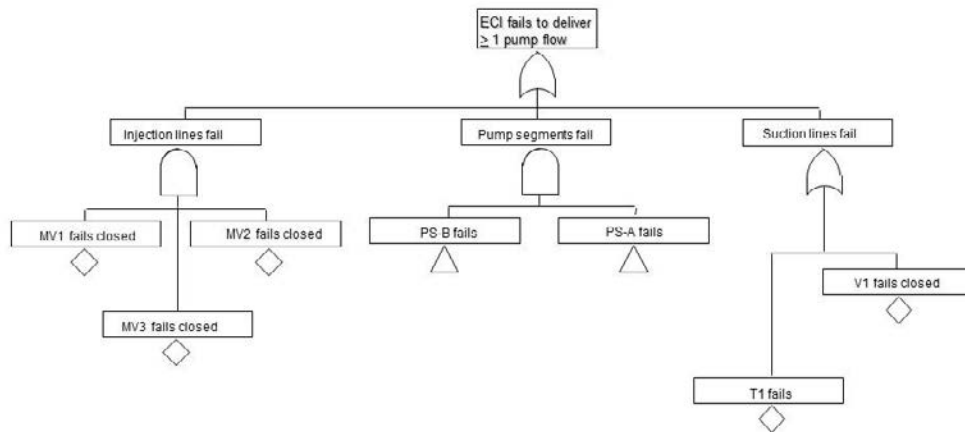 ECI fails to deliver
≥ 1 pump flow
Injection lines fail
Pump segments fail
Suction lines fail
MV1 fails closed
MV2 fails closed
PS-B fails
PS-A fails
V1 fails closed
MV3 fails closed
T1 fails